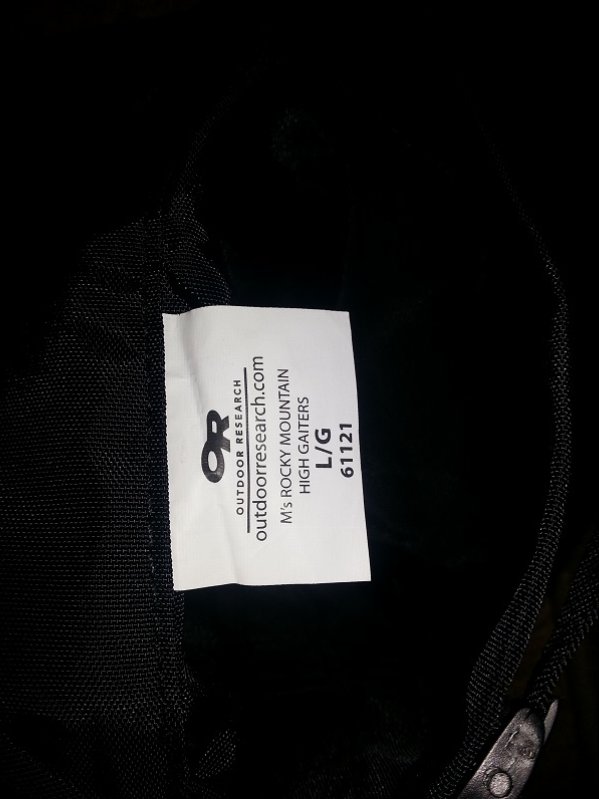 OR
OUTDOOR RESEARCH
outdoorresearch.com
M's ROCKY MOUNTAIN
HIGH GAITERS
L/G
61121